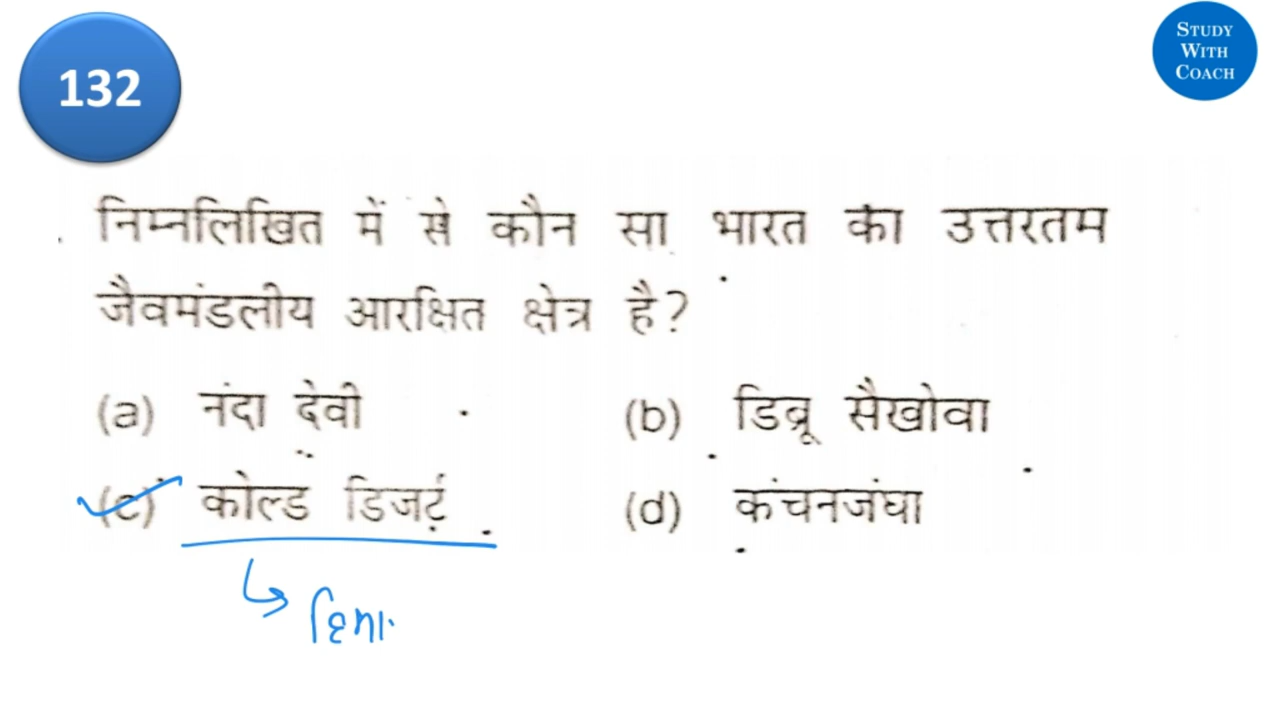 132
STUDY
WITH
COACH
निम्नलिखित में से कौन सा भारत का उत्तरतम
जैवमंडलीय आरक्षित क्षेत्र है?
(a) नंदा देवी (b) डिब्रू सैखोवा
(c) कोल्ड डिजर्ट (d) कंचनजंघा
हिमा.